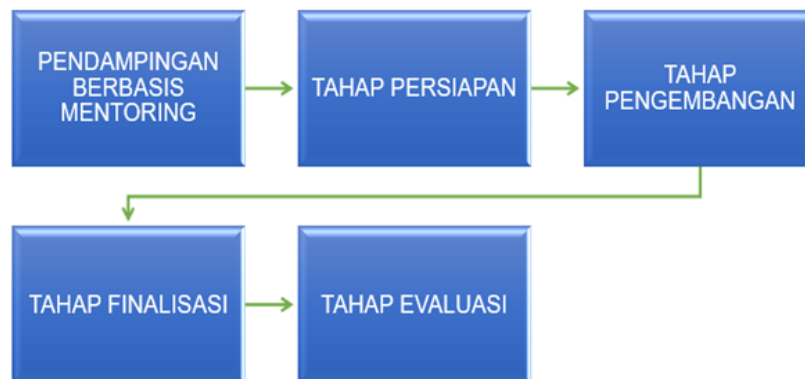 PENDAMPINGAN
BERBASIS
MENTORING
TAHAP PERSIAPAN
TAHAP
PENGEMBANGAN
TAHAP FINALISASI
TAHAP EVALUASI